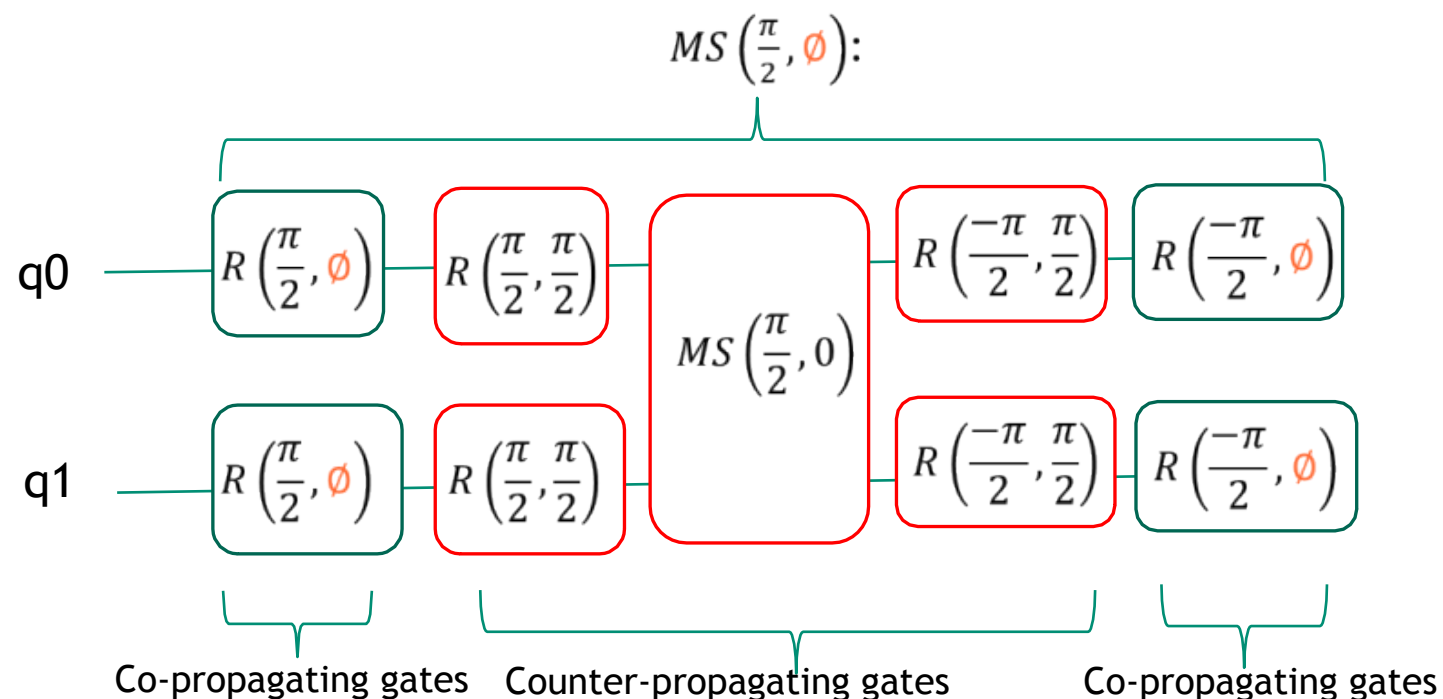 MS(π/2, ∅):
q0 R(π/2, ∅) R(π/2, π/2) R(−π/2, π/2) R(−π/2, ∅)
MS(π/2, 0)
q1 R(π/2, ∅) R(π/2, π/2) R(−π/2, π/2) R(−π/2, ∅)
Co-propagating gates Counter-propagating gates Co-propagating gates